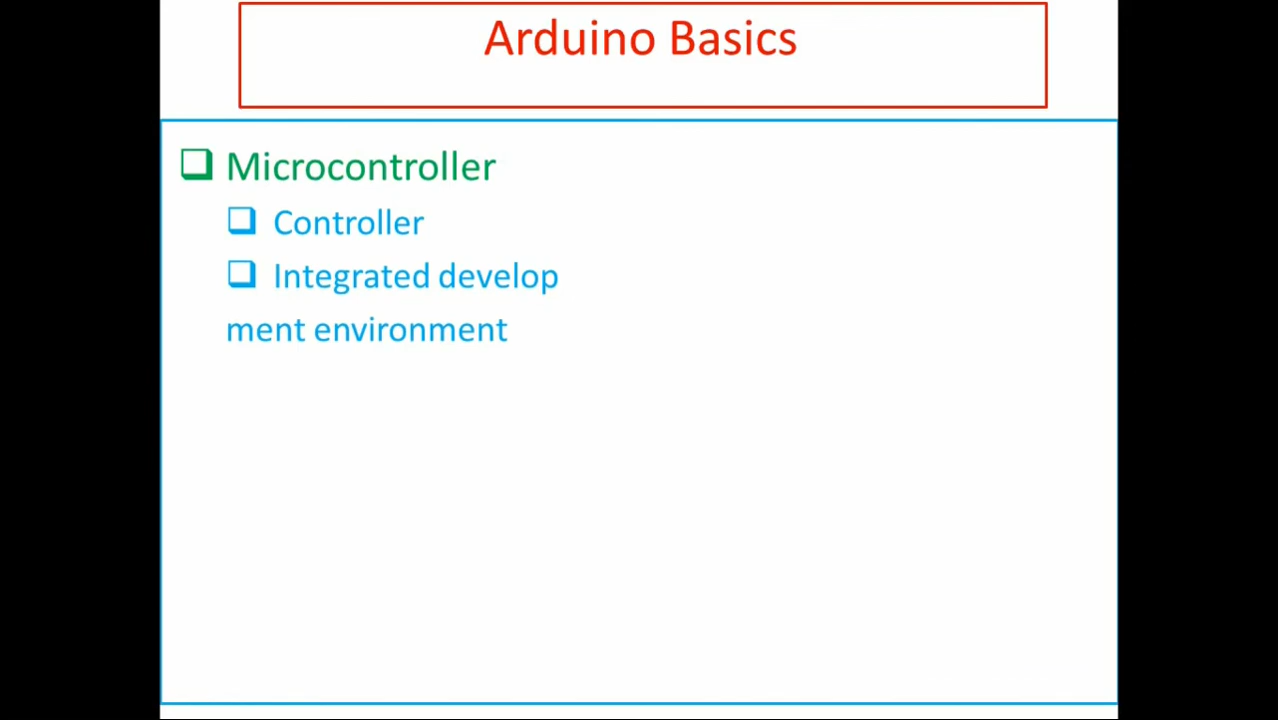 Arduino Basics
Microcontroller
Controller
Integrated develop
ment environment